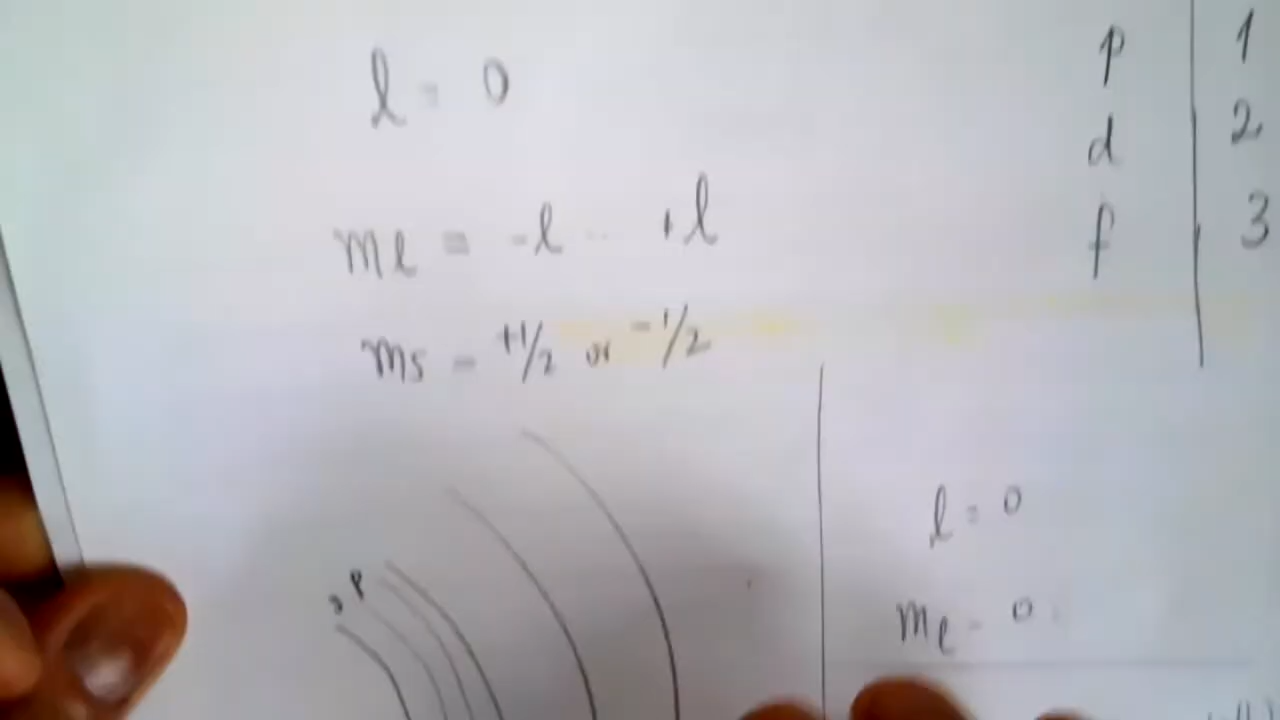 l = 0
ml = -l .. +l
ms = +1/2 or -1/2
p 1
d 2
f 3
s p
l = 0
ml = 0